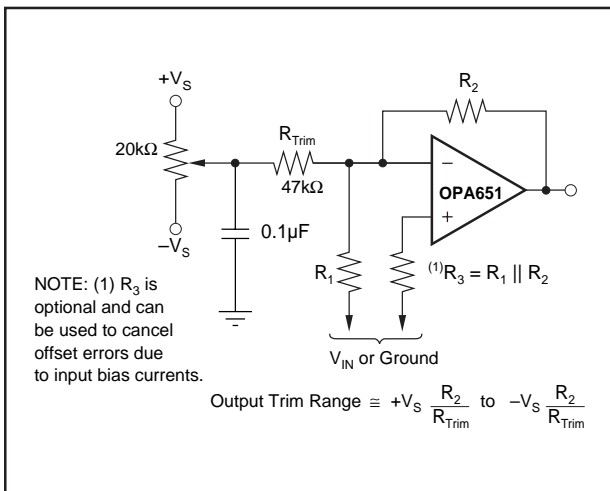 +V_S
20kΩ
–V_S
R_Trim
47kΩ
0.1µF
R_2
–
OPA651
+
R_1
(1)R_3 = R_1 || R_2
V_IN or Ground
NOTE: (1) R_3 is
optional and can
be used to cancel
offset errors due
to input bias currents.
Output Trim Range ≅ +V_S R_2/R_Trim to –V_S R_2/R_Trim